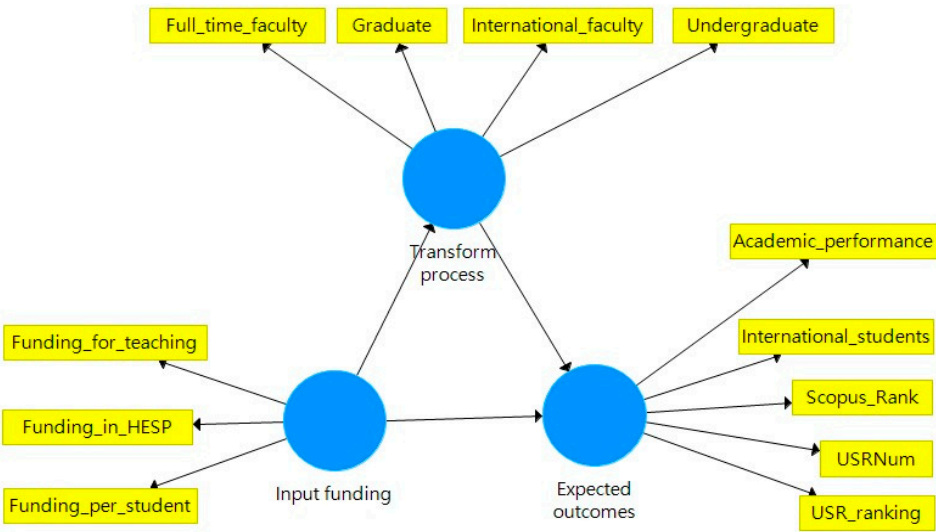 Full_time_faculty
Graduate
International_faculty
Undergraduate
Transform
process
Academic_performance
Funding_for_teaching
International_students
Scopus_Rank
Funding_in_HESP
USRNum
Input funding
Expected
outcomes
Funding_per_student
USR_ranking